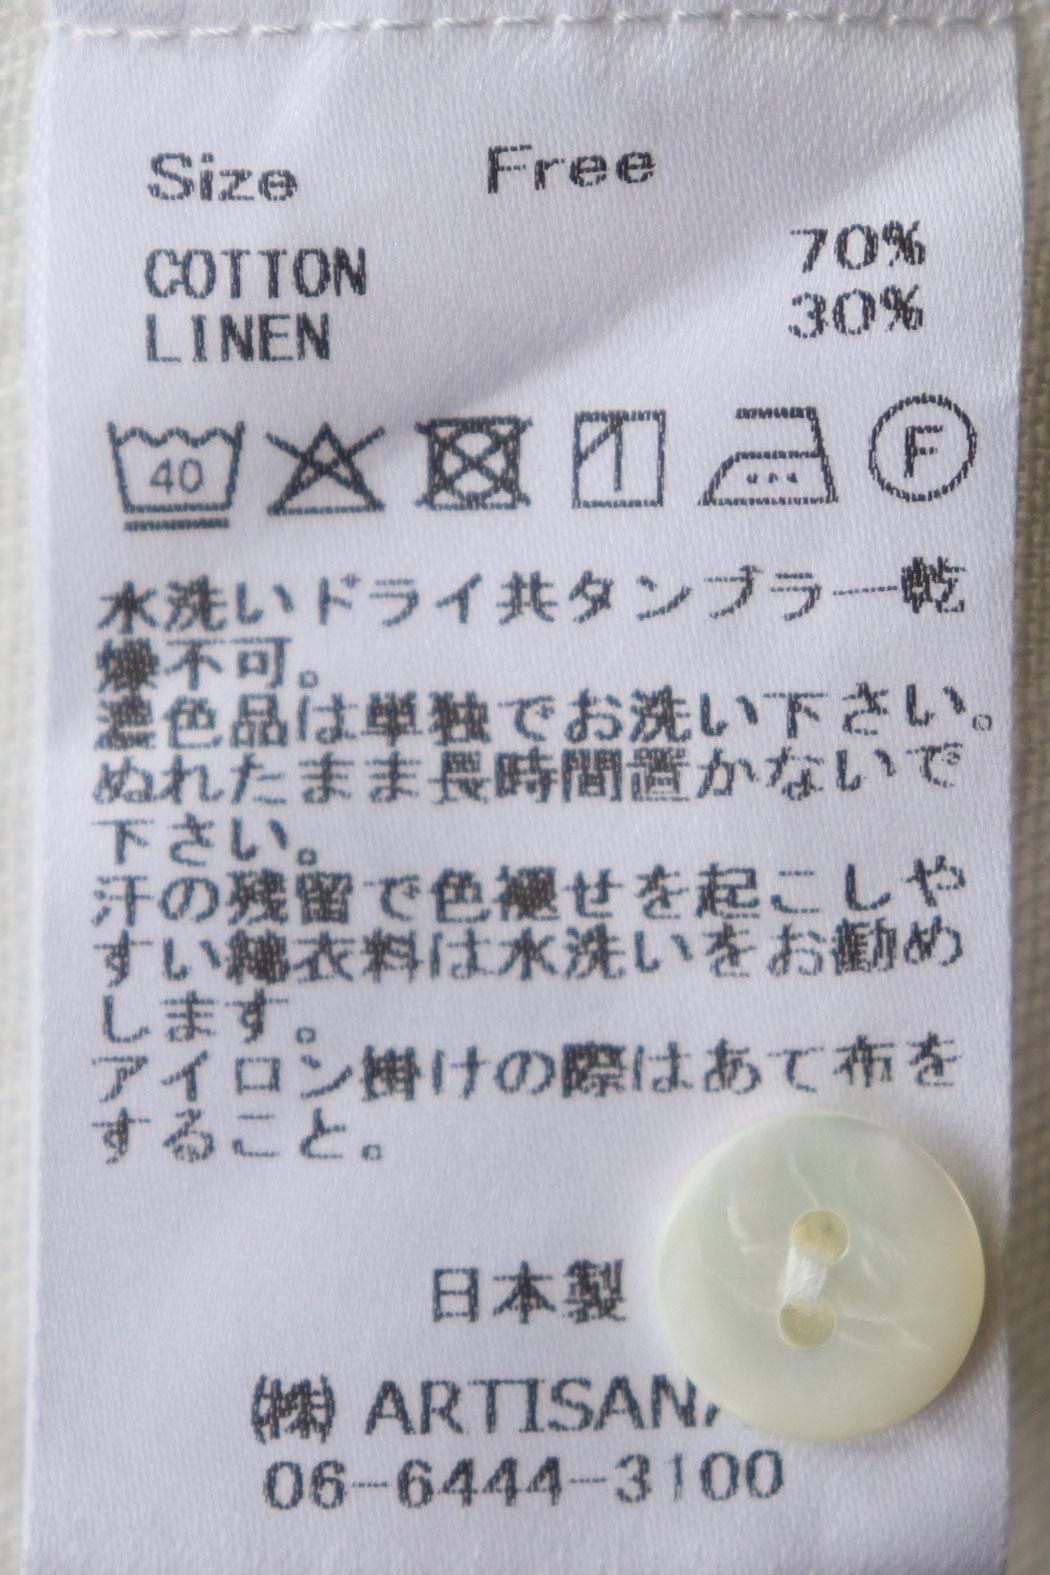 Size Free
COTTON 70%
LINEN 30%
40 F
水洗いドライ共タンブラー乾
燥不可。
濃色品は単独でお洗い下さい。
ぬれたまま長時間置かないで
下さい。
汗の残留で色褪せを起こしや
すい綿衣料は水洗いをお勧め
します。
アイロン掛けの際はあて布を
すること。
日本製
㈱ ARTISAN
06-6444-3100